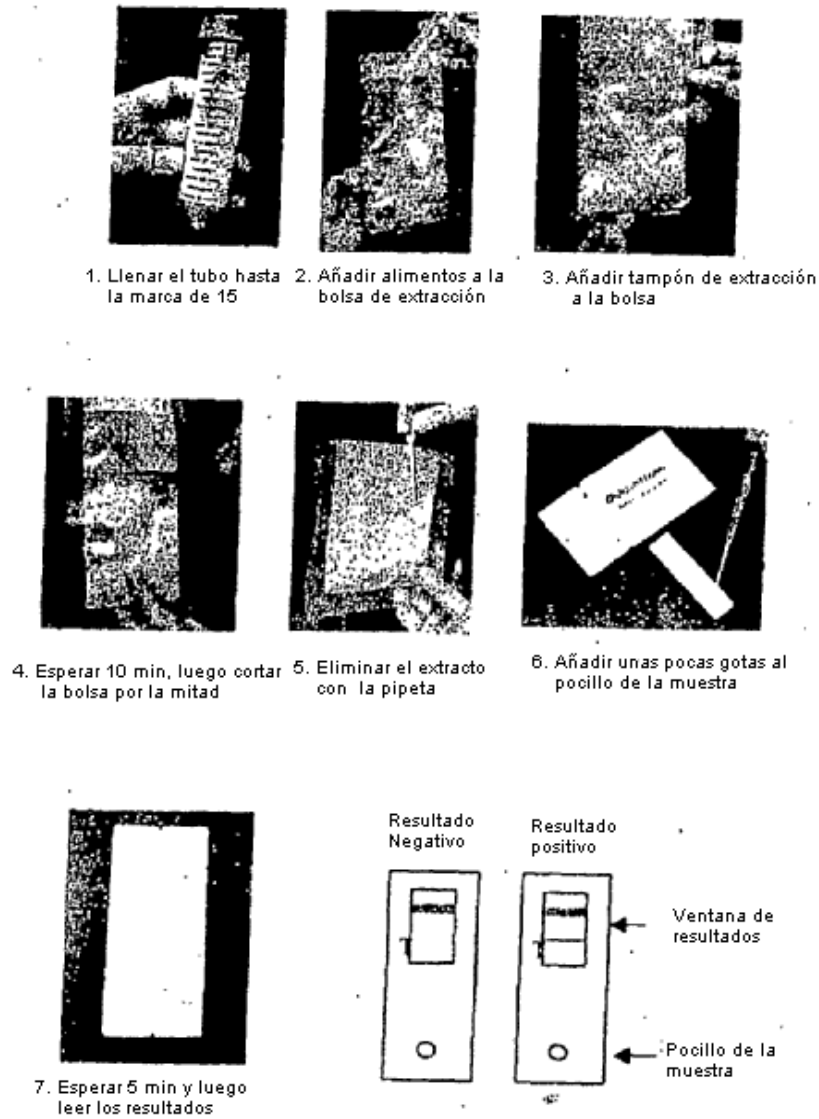 1. Llenar el tubo hasta
la marca de 15
2. Añadir alimentos a la
bolsa de extracción
3. Añadir tampón de extracción
a la bolsa
4. Esperar 10 min, luego cortar
la bolsa por la mitad
5. Eliminar el extracto
con la pipeta
6. Añadir unas pocas gotas al
pocillo de la muestra
7. Esperar 5 min y luego
leer los resultados
Resultado
Negativo
Resultado
positivo
Ventana de
resultados
Pocillo de la
muestra